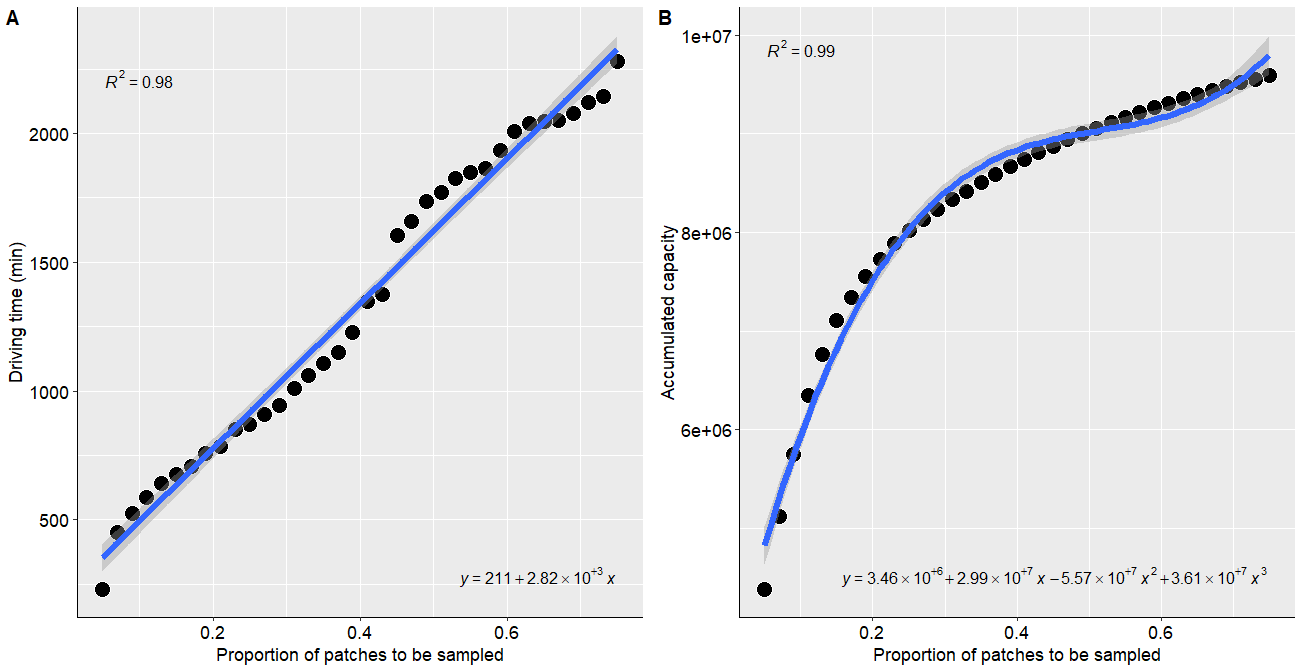 A
R² = 0.98
Driving time (min)
2000
1500
1000
500
y = 211 + 2.82 × 10⁺³ x
0.2 0.4 0.6
Proportion of patches to be sampled
B
R² = 0.99
Accumulated capacity
1e+07
8e+06
6e+06
y = 3.46 × 10⁺⁶ + 2.99 × 10⁺⁷ x − 5.57 × 10⁺⁷ x² + 3.61 × 10⁺⁷ x³
0.2 0.4 0.6
Proportion of patches to be sampled